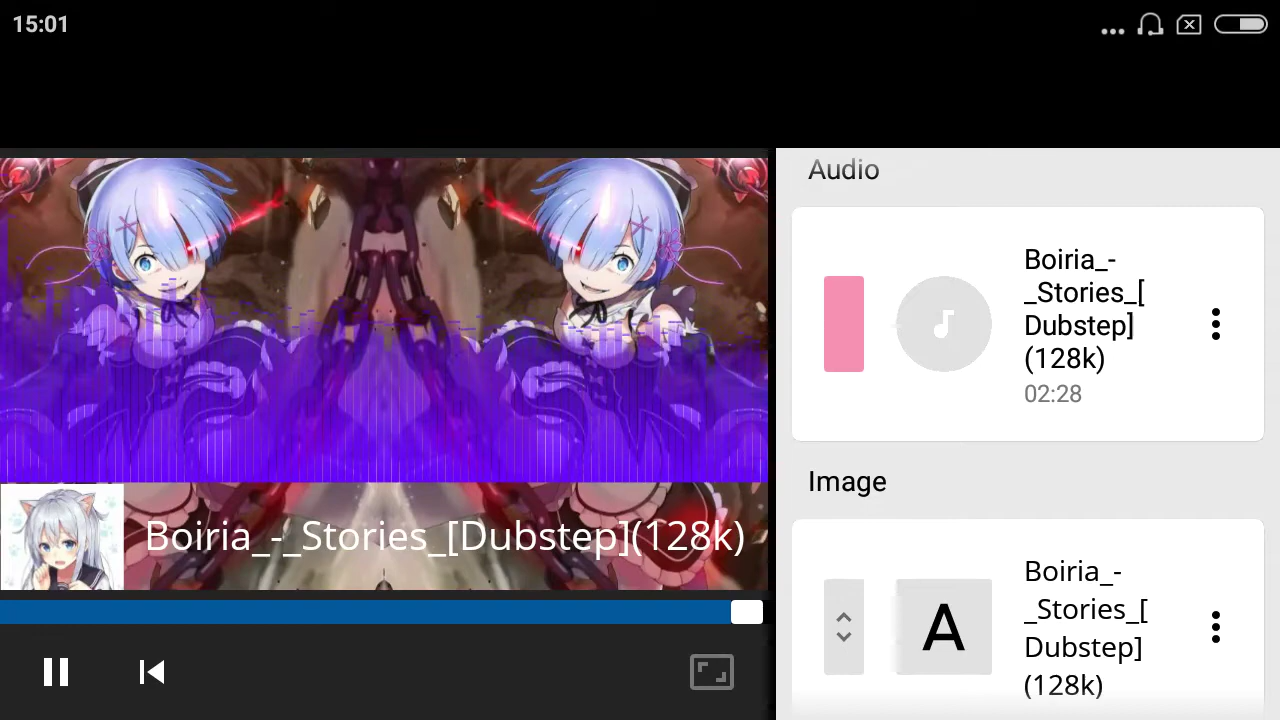 15:01
Boiria_-_Stories_[Dubstep](128k)
Audio
Boiria_-
_Stories_[
Dubstep]
(128k)
02:28
Image
A
Boiria_-
_Stories_[
Dubstep]
(128k)